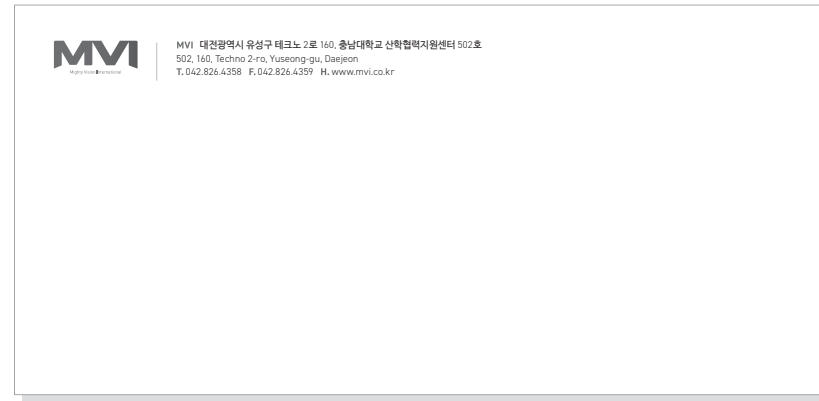 MVI
Mighty Vision International
MVI 대전광역시 유성구 테크노 2로 160, 충남대학교 산학협력지원센터 502호
502, 160, Techno 2-ro, Yuseong-gu, Daejeon
T. 042.826.4358 F. 042.826.4359 H. www.mvi.co.kr